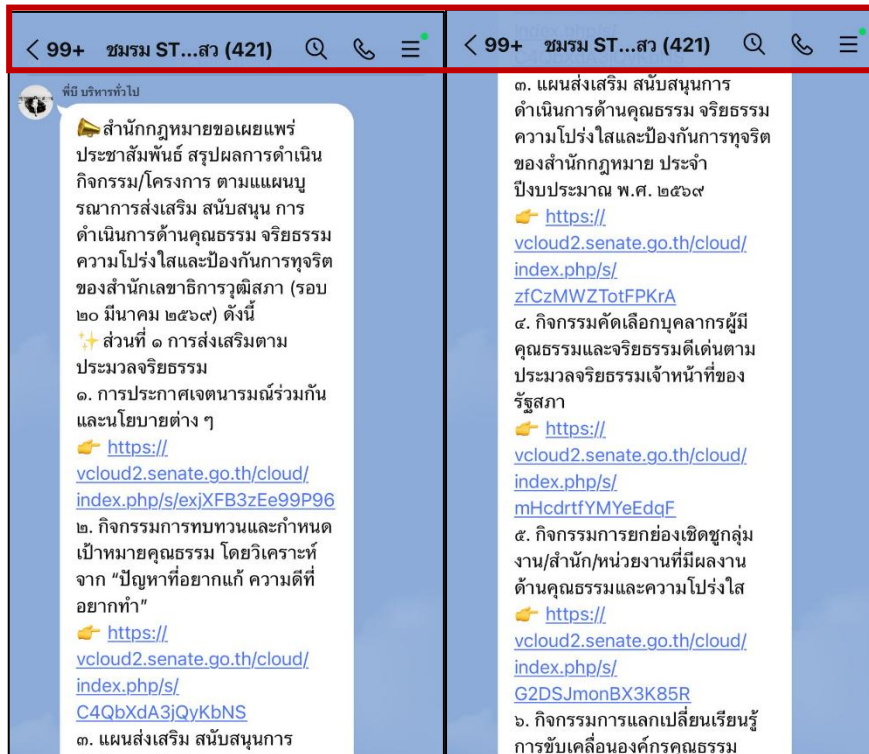 99+ ชมรม ST...สว (421)
พี่บี บริหารทั่วไป
📣สำนักกฎหมายขอเผยแพร่
ประชาสัมพันธ์ สรุปผลการดำเนิน
กิจกรรม/โครงการ ตามแแผนบู
รณาการส่งเสริม สนับสนุน การ
ดำเนินการด้านคุณธรรม จริยธรรม
ความโปร่งใสและป้องกันการทุจริต
ของสำนักเลขาธิการวุฒิสภา (รอบ
๒๐ มีนาคม ๒๕๖๙) ดังนี้
✨ ส่วนที่ ๑ การส่งเสริมตาม
ประมวลจริยธรรม
๑. การประกาศเจตนารมณ์ร่วมกัน
และนโยบายต่าง ๆ
👉 https://
vcloud2.senate.go.th/cloud/
index.php/s/exjXFB3zEe99P96
๒. กิจกรรมการทบทวนและกำหนด
เป้าหมายคุณธรรม โดยวิเคราะห์
จาก “ปัญหาที่อยากแก้ ความดีที่
อยากทำ”
👉 https://
vcloud2.senate.go.th/cloud/
index.php/s/
C4QbXdA3jQyKbNS
๓. แผนส่งเสริม สนับสนุนการ
99+ ชมรม ST...สว (421)
๓. แผนส่งเสริม สนับสนุนการ
ดำเนินการด้านคุณธรรม จริยธรรม
ความโปร่งใสและป้องกันการทุจริต
ของสำนักกฎหมาย ประจำ
ปีงบประมาณ พ.ศ. ๒๕๖๙
👉 https://
vcloud2.senate.go.th/cloud/
index.php/s/
zfCzMWZTotFPKrA
๔. กิจกรรมคัดเลือกบุคลากรผู้มี
คุณธรรมและจริยธรรมดีเด่นตาม
ประมวลจริยธรรมเจ้าหน้าที่ของ
รัฐสภา
👉 https://
vcloud2.senate.go.th/cloud/
index.php/s/
mHcdrtfYMYeEdqF
๕. กิจกรรมการยกย่องเชิดชูกลุ่ม
งาน/สำนัก/หน่วยงานที่มีผลงาน
ด้านคุณธรรมและความโปร่งใส
👉 https://
vcloud2.senate.go.th/cloud/
index.php/s/
G2DSJmonBX3K85R
๖. กิจกรรมการแลกเปลี่ยนเรียนรู้
การขับเคลื่อนองค์กรคุณธรรม